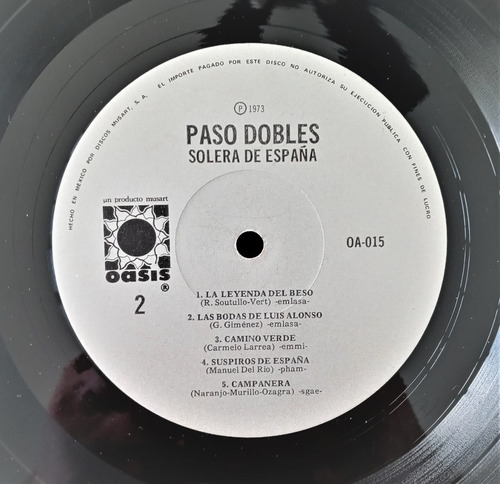 HECHO EN MEXICO POR DISCOS MUSART, S. A. EL IMPORTE PAGADO POR ESTE DISCO NO AUTORIZA SU EJECUCION PUBLICA CON FINES DE LUCRO
Ⓟ 1973
PASO DOBLES
SOLERA DE ESPAÑA
un producto musart
oasis
®
OA-015
2
1. LA LEYENDA DEL BESO
(R. Soutullo-Vert) -emlasa-
2. LAS BODAS DE LUIS ALONSO
(G. Giménez) -emlasa-
3. CAMINO VERDE
(Carmelo Larrea) -emmi-
4. SUSPIROS DE ESPAÑA
(Manuel Del Río) -pham-
5. CAMPANERA
(Naranjo-Murillo-Ozagra) -sgae-